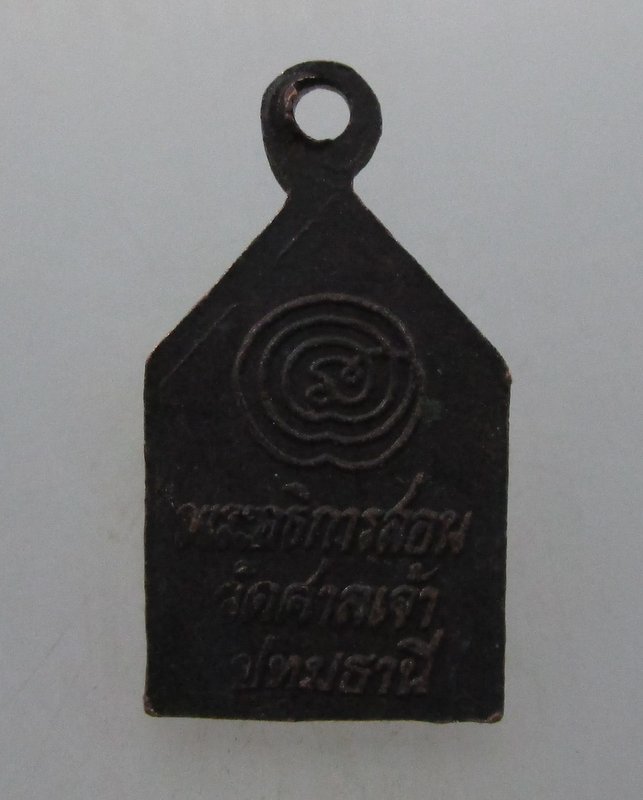 พระอธิการสอน
วัดศาลเจ้า
ปทุมธานี